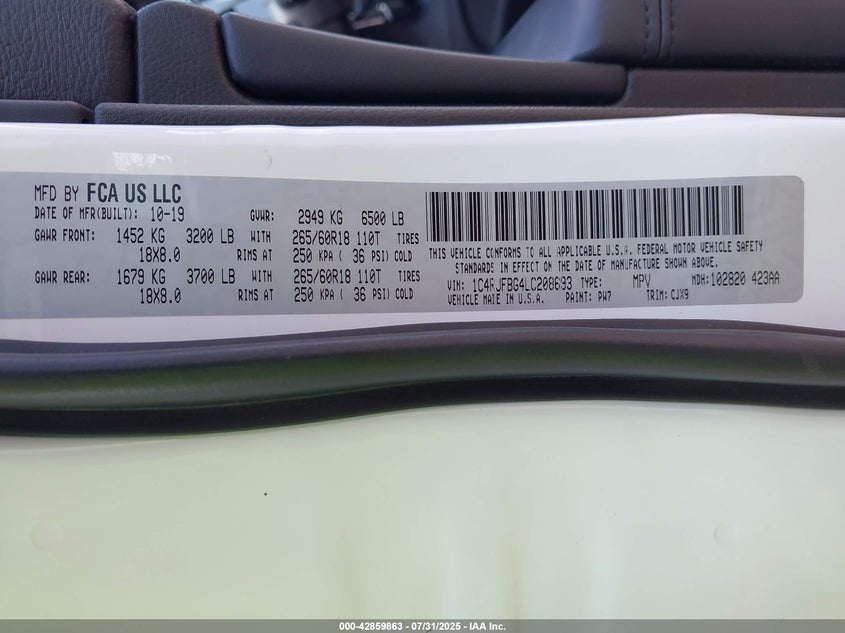 MFD BY FCA US LLC
DATE OF MFR(BUILT): 10-19 GVWR: 2949 KG 6500 LB
GAWR FRONT: 1452 KG 3200 LB WITH 265/60R18 110T TIRES
18X8.0 RIMS AT 250 KPA ( 36 PSI) COLD
GAWR REAR: 1679 KG 3700 LB WITH 265/60R18 110T TIRES
18X8.0 RIMS AT 250 KPA ( 36 PSI) COLD
THIS VEHICLE CONFORMS TO ALL APPLICABLE U.S.A. FEDERAL MOTOR VEHICLE SAFETY
STANDARDS IN EFFECT ON THE DATE OF MANUFACTURE SHOWN ABOVE.
VIN: 1C4RJFBG4LC208693 TYPE: MPV MDH: 102820 423AA
VEHICLE MADE IN U.S.A. PAINT: PW7 TRIM: CJX9
000-42859863 - 07/31/2025 - IAA Inc.